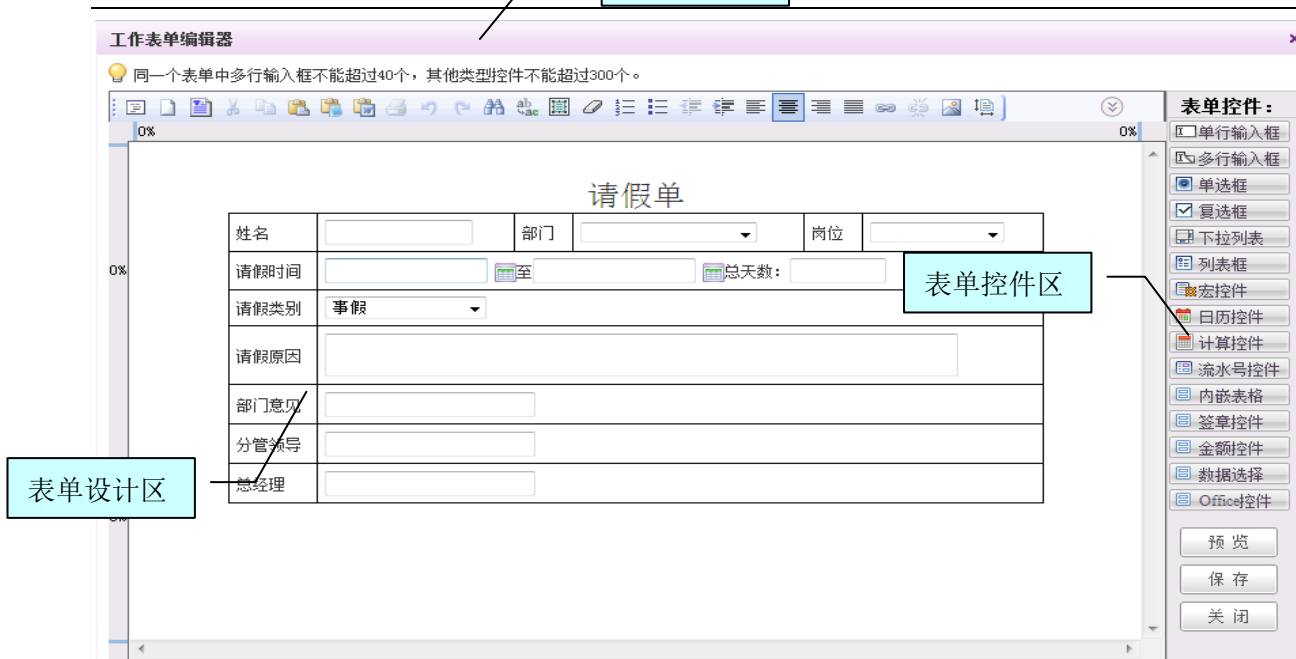 工作表单编辑器
同一个表单中多行输入框不能超过40个，其他类型控件不能超过300个。
表单控件：
0% 0%
单行输入框
多行输入框
单选框
复选框
下拉列表
列表框
宏控件
日历控件
计算控件
流水号控件
内嵌表格
签章控件
金额控件
数据选择
Office控件
预 览
保 存
关 闭
请假单
姓名 部门 岗位
0%
请假时间 至 总天数：
请假类别 事假
请假原因
部门意见
分管领导
总经理
表单控件区
表单设计区